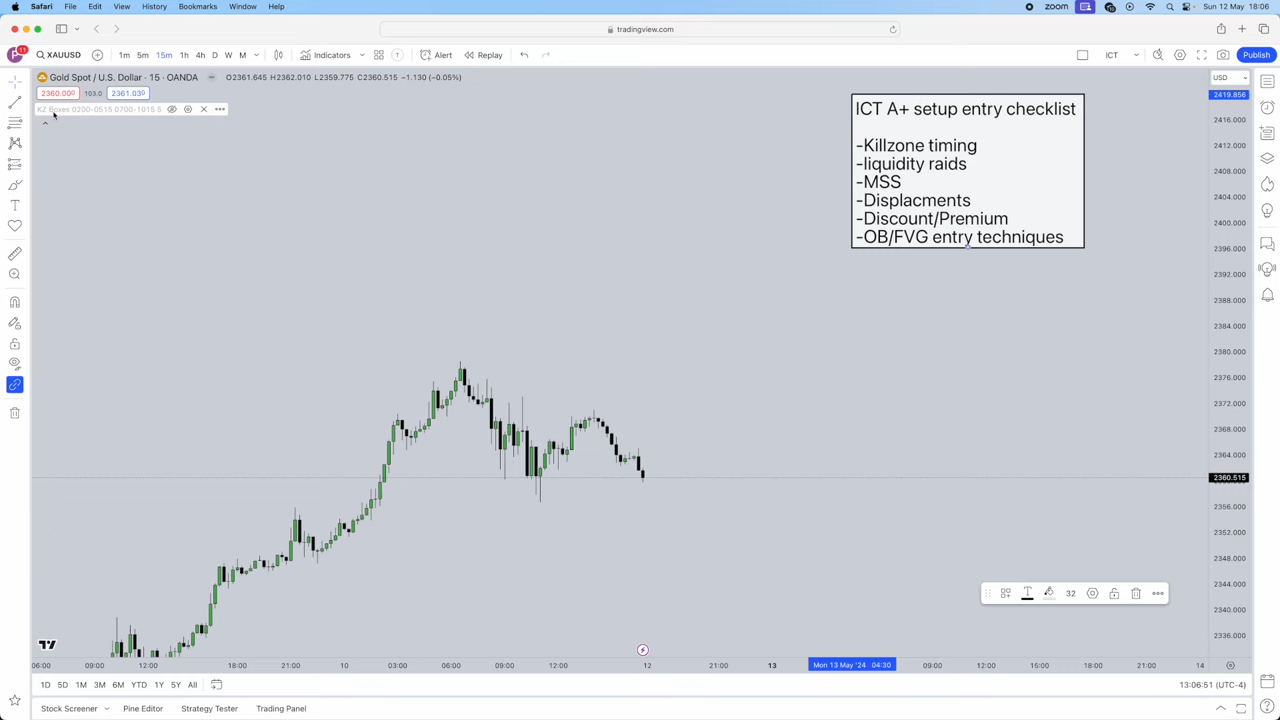 Safari File Edit View History Bookmarks Window Help
zoom Sun 12 May 18:06
tradingview.com
P 11 XAUUSD 1m 5m 15m 1h 4h D W M Indicators Alert Replay ICT Publish
Gold Spot / U.S. Dollar · 15 · OANDA O2361.645 H2362.010 L2359.775 C2360.515 −1.130 (−0.05%)
USD
2360.000 103.0 2361.030
2419.856
KZ Boxes 0200-0515 0700-1015 5
ICT A+ setup entry checklist
-Killzone timing
-liquidity raids
-MSS
-Displacments
-Discount/Premium
-OB/FVG entry techniques
2416.000
2412.000
2408.000
2404.000
2400.000
2396.000
2392.000
2388.000
2384.000
2380.000
2376.000
2372.000
2368.000
2364.000
2360.515
2356.000
2352.000
2348.000
2344.000
2340.000
2336.000
32
06:00 09:00 12:00 18:00 21:00 10 03:00 06:00 09:00 12:00 12 21:00 13 Mon 13 May '24 04:30 09:00 12:00 15:00 18:00 21:00 14
1D 5D 1M 3M 6M YTD 1Y 5Y All 13:06:51 (UTC-4)
Stock Screener Pine Editor Strategy Tester Trading Panel